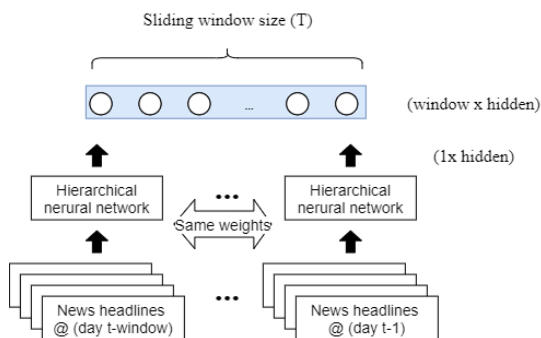 Sliding window size (T)
...
(window x hidden)
(1x hidden)
Hierarchical
nerural network
...
Hierarchical
nerural network
Same weights
News headlines
@ (day t-window)
...
News headlines
@ (day t-1)